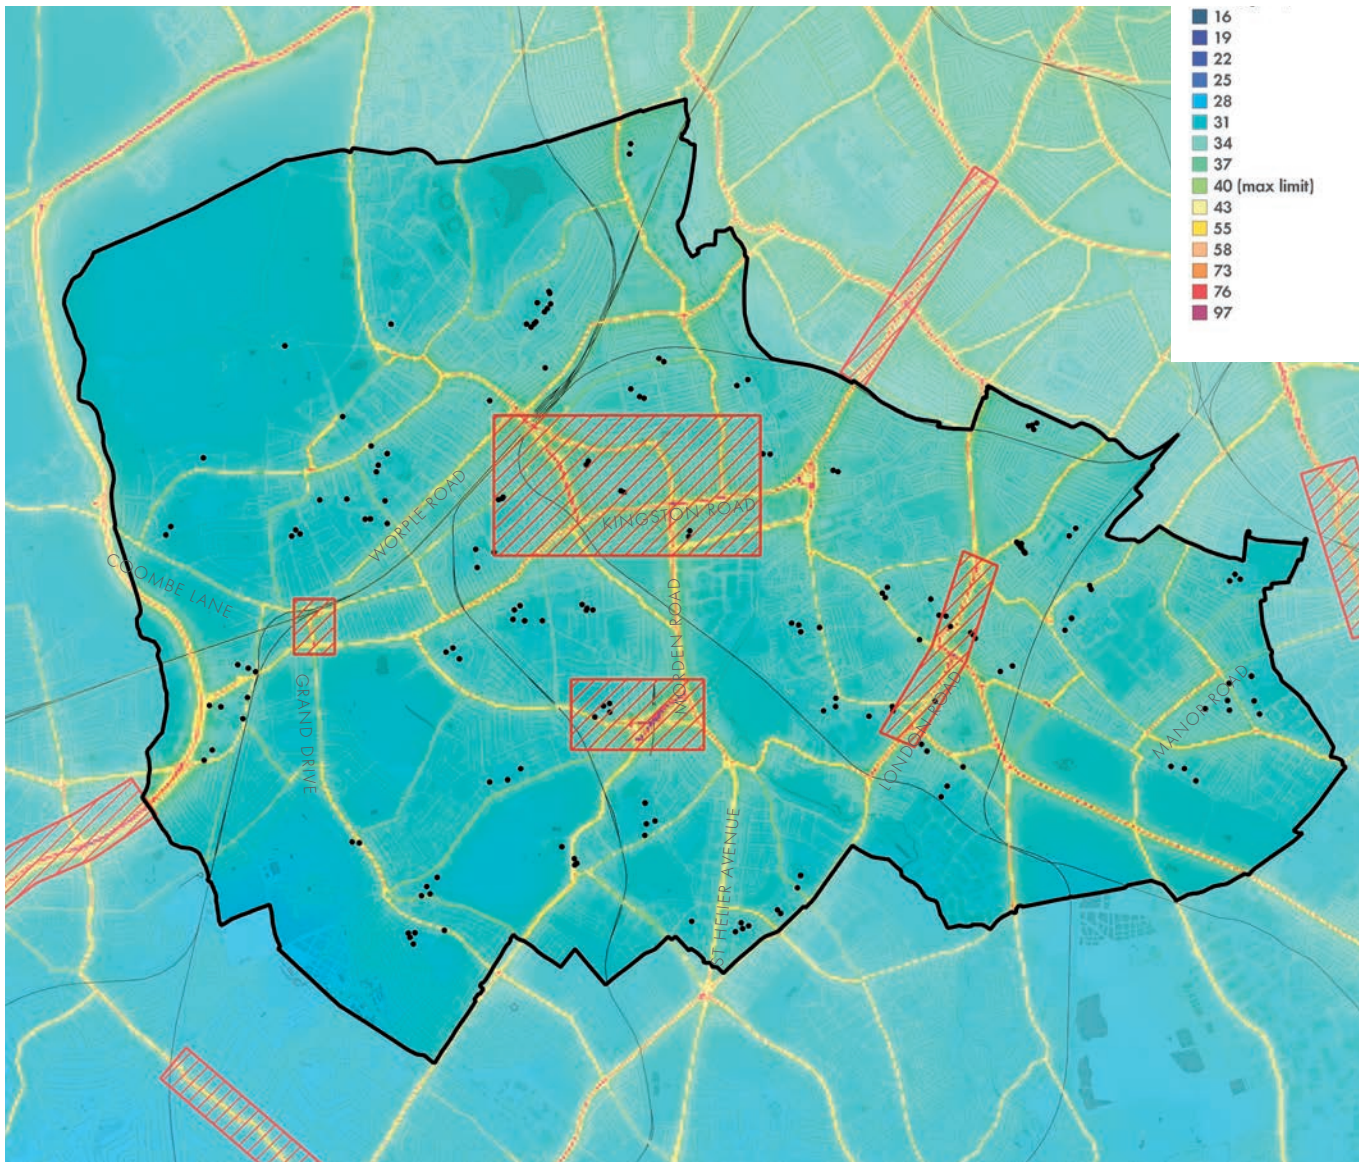 16
19
22
25
28
31
34
37
40 (max limit)
43
55
58
73
76
97
WORPLE ROAD
KINGSTON ROAD
COOMBE LANE
MORDEN ROAD
GRAND DRIVE
LONDON ROAD
MANOR ROAD
ST HELIER AVENUE